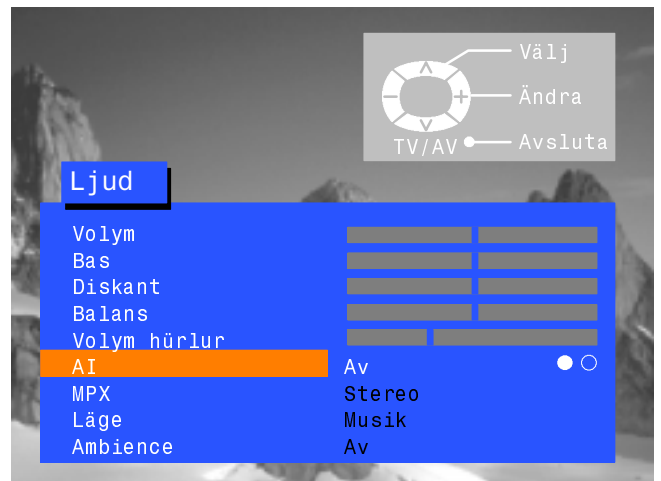 Välj
Ändra
TV/AV Avsluta
Ljud
Volym
Bas
Diskant
Balans
Volym hürlur
AI Av
MPX Stereo
Läge Musik
Ambience Av